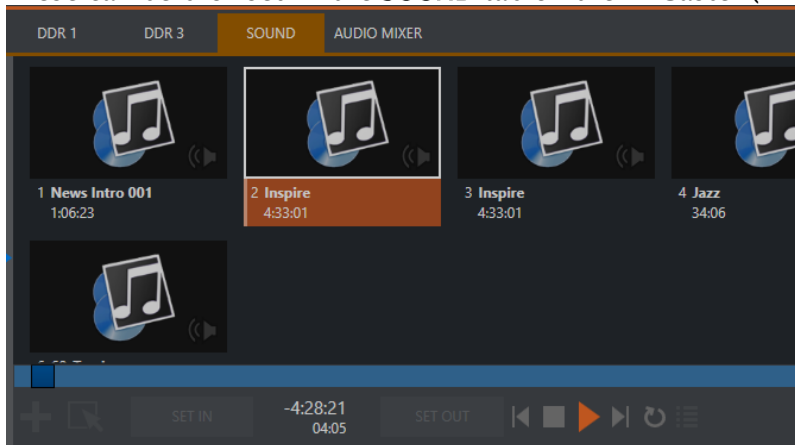 DDR 1 DDR 3 SOUND AUDIO MIXER
1 News Intro 001 2 Inspire 3 Inspire 4 Jazz
1:06:23 4:33:01 4:33:01 34:06
SET IN -4:28:21 SET OUT
04:05